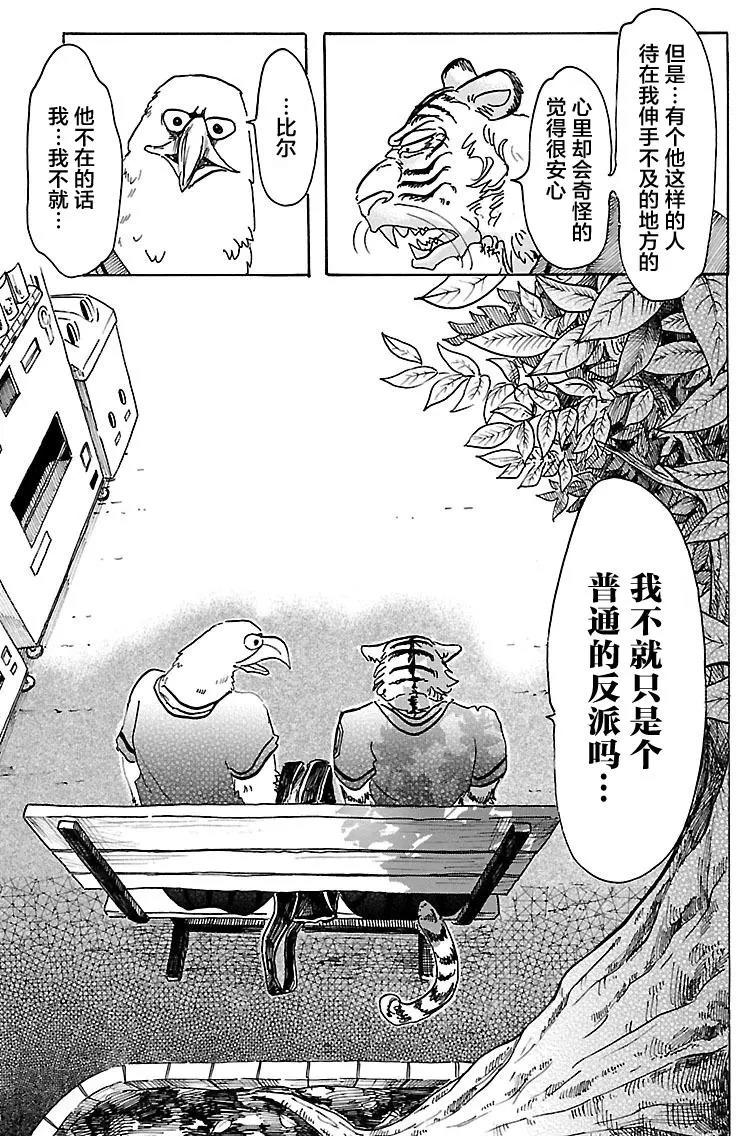 但是…有个他这样的人
待在我伸手不及的地方的
心里却会奇怪的
觉得很安心
…比尔
他不在的话
我…我不就…
我不就只是个
普通的反派吗…